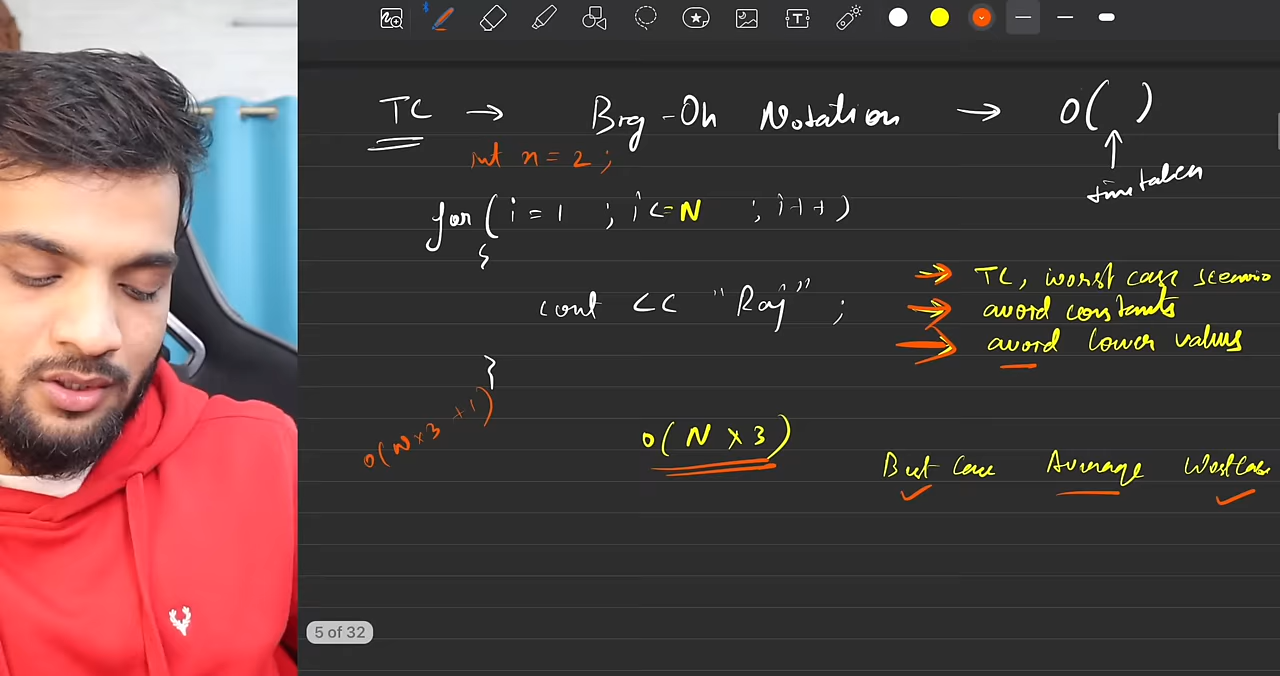 TC → Big-Oh Notation → O( )
↑
time taken
int n = 2 ;
for ( i = 1 ; i <= N ; i++ )
{
→ TC, worst case scenario
cout << "Raj" ;
→ avoid constants
→ avoid lower values
}
O( N x 3 + 1 )
O( N x 3 )
Best Case Average Worst Case
5 of 32